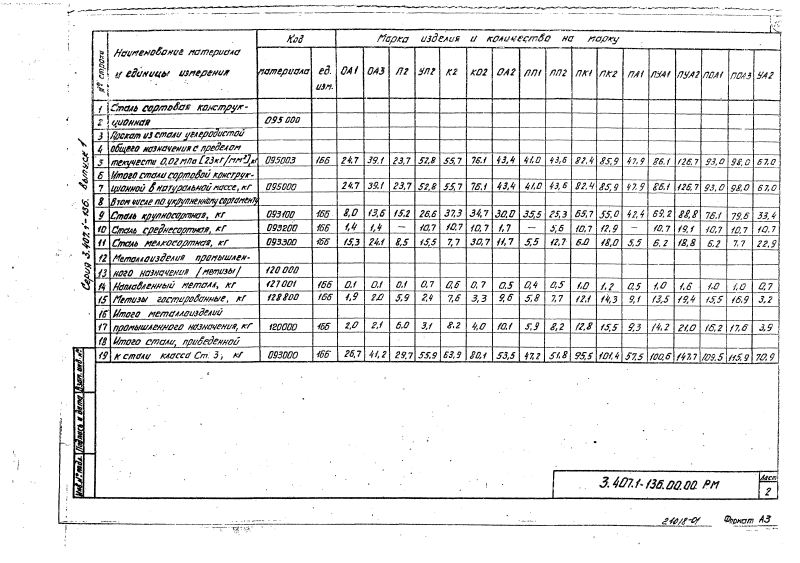 Код Марка изделия и количество на марку
№ строки Наименование материала и единицы измерения материала ед. изм. ОА1 ОА3 П2 УП2 К2 КО2 ОА2 ПП1 ПП2 ПК1 ПК2 ПА1 ПУА1 ПУА2 ПОА1 ПОА3 УА2
1 Сталь сортовая конструк-
2 ционная 095000
3 Прокат из стали углеродистой
4 общего назначения с пределом
5 текучести 0,02 мпа (23кг/мм²), кг 095003 166 24,7 39,1 23,7 52,8 55,7 76,1 43,4 41,0 43,6 82,4 85,9 47,9 86,1 126,7 93,0 98,0 67,0
6 Итого стали сортовой конструк-
7 ционной в натуральной массе, кг 095000 24,7 39,1 23,7 52,8 55,7 76,1 43,4 41,0 43,6 82,4 85,9 47,9 86,1 126,7 93,0 98,0 67,0
8 В том числе по укрупненному сортаменту
9 Сталь крупносортная, кг 093100 166 8,0 13,6 15,2 26,6 37,3 34,7 30,0 35,5 25,3 65,7 55,0 42,4 69,2 88,8 76,1 79,6 33,4
10 Сталь среднесортная, кг 093200 166 1,4 1,4 — 10,7 10,7 10,7 1,7 — 5,6 10,7 12,9 — 10,7 19,1 10,7 10,7 10,7
11 Сталь мелкосортная, кг 093300 166 15,3 24,1 8,5 15,5 7,7 30,7 11,7 5,5 12,7 6,0 18,0 5,5 6,2 18,8 6,2 7,7 22,9
12 Металлоизделия промышлен-
13 ного назначения /метизы/ 120000
14 Наплавленный металл, кг 127001 166 0,1 0,1 0,1 0,7 0,6 0,7 0,5 0,4 0,5 1,0 1,2 0,5 1,0 1,6 1,0 1,0 0,7
15 Метизы гостированные, кг 128800 166 1,9 2,0 5,9 2,4 7,6 3,3 9,6 5,8 7,7 12,1 14,3 9,1 13,5 19,4 15,5 16,9 3,2
16 Итого металлоизделий
17 промышленного назначения, кг 120000 166 2,0 2,1 6,0 3,1 8,2 4,0 10,1 5,9 8,2 12,8 15,5 9,3 14,2 21,0 16,2 17,6 3,9
18 Итого стали, приведенной
19 к стали класса Ст. 3, кг 093000 166 26,7 41,2 29,7 55,9 63,9 80,1 53,5 47,2 51,8 95,5 101,4 57,5 100,6 147,7 109,5 115,9 70,9
Серия 3.407.1-136. выпуск 1
Инв.№ подл. Подпись и дата Взам. инв.№
3.407.1-136.00.00 РМ
Лист
2
21018-01 Формат А3